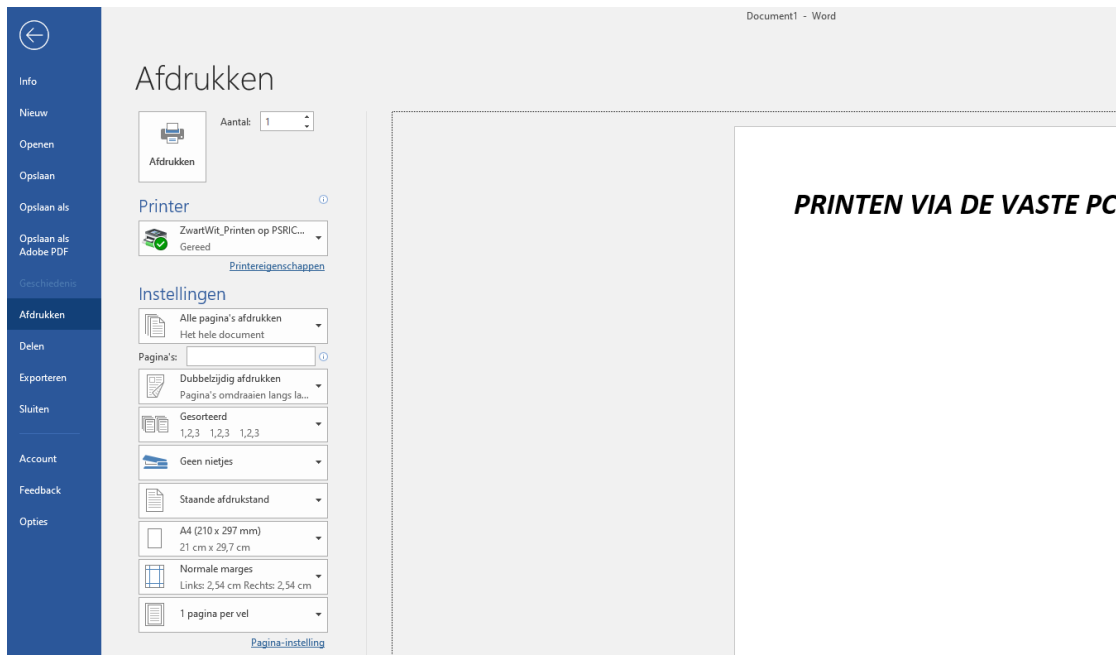 Document1 - Word
Info
Nieuw
Openen
Opslaan
Opslaan als
Opslaan als
Adobe PDF
Geschiedenis
Afdrukken
Delen
Exporteren
Sluiten
Account
Feedback
Opties
Afdrukken
Aantal: 1
Afdrukken
Printer
ZwartWit_Printen op PSRIC...
Gereed
Printereigenschappen
Instellingen
Alle pagina's afdrukken
Het hele document
Pagina's:
Dubbelzijdig afdrukken
Pagina's omdraaien langs la...
Gesorteerd
1,2,3 1,2,3 1,2,3
Geen nietjes
Staande afdrukstand
A4 (210 x 297 mm)
21 cm x 29,7 cm
Normale marges
Links: 2,54 cm Rechts: 2,54 cm
1 pagina per vel
Pagina-instelling
PRINTEN VIA DE VASTE PC